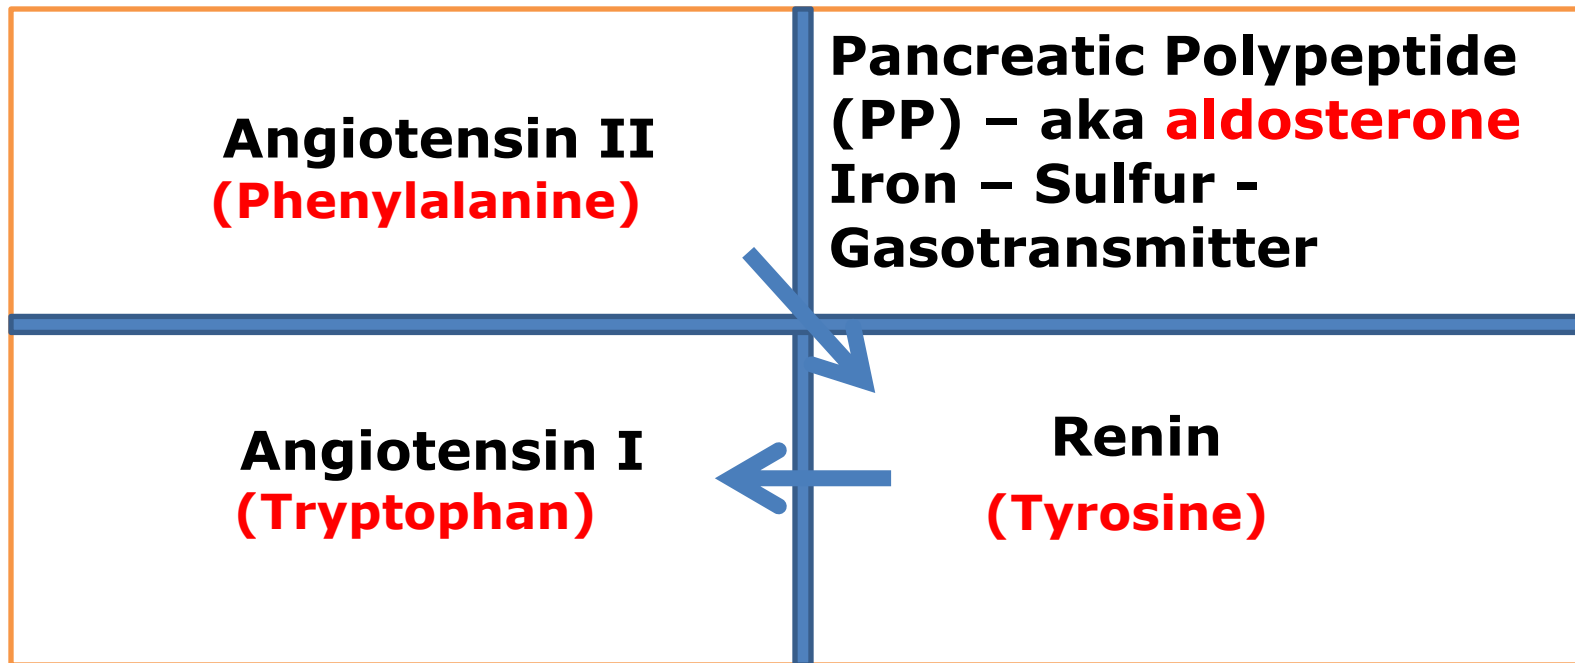 Angiotensin II
(Phenylalanine)
Pancreatic Polypeptide
(PP) – aka aldosterone
Iron – Sulfur -
Gasotransmitter
Angiotensin I
(Tryptophan)
Renin
(Tyrosine)